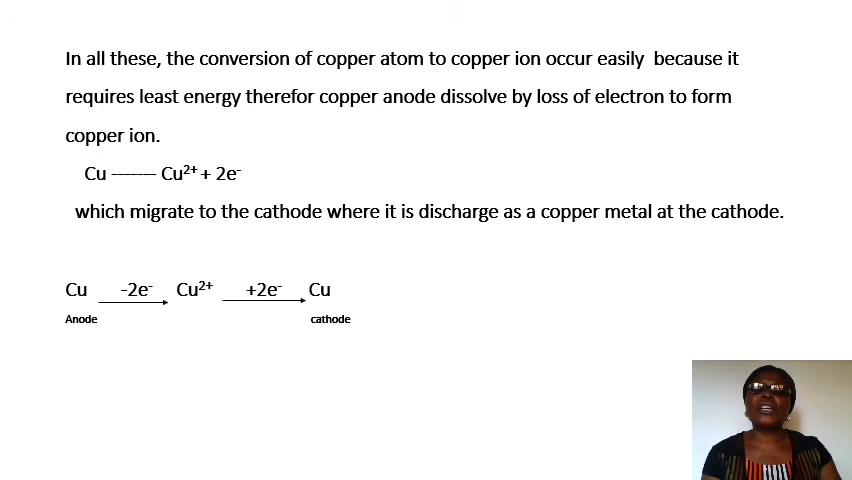 In all these, the conversion of copper atom to copper ion occur easily because it
requires least energy therefor copper anode dissolve by loss of electron to form
copper ion.
Cu ------- Cu²⁺ + 2e⁻
which migrate to the cathode where it is discharge as a copper metal at the cathode.
Cu -2e⁻ Cu²⁺ +2e⁻ Cu
Anode cathode